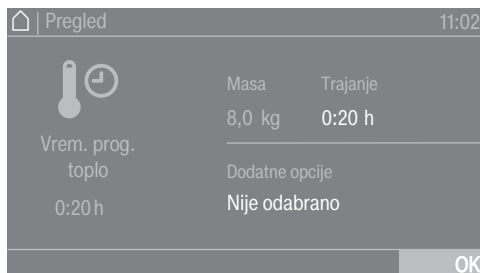 | Pregled 11:02
Vrem. prog.
toplo
0:20 h
Masa Trajanje
8,0 kg 0:20 h
Dodatne opcije
Nije odabrano
OK